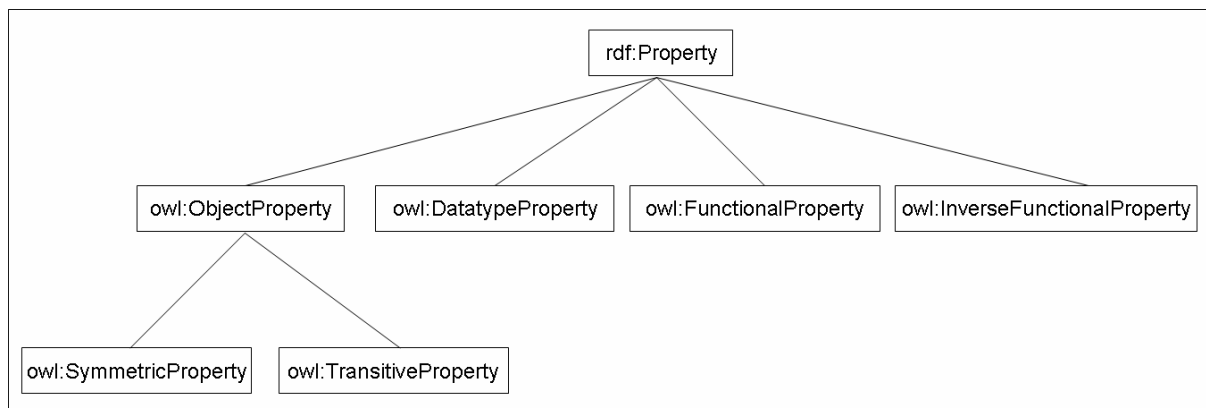 rdf:Property
owl:ObjectProperty
owl:DatatypeProperty
owl:FunctionalProperty
owl:InverseFunctionalProperty
owl:SymmetricProperty
owl:TransitiveProperty